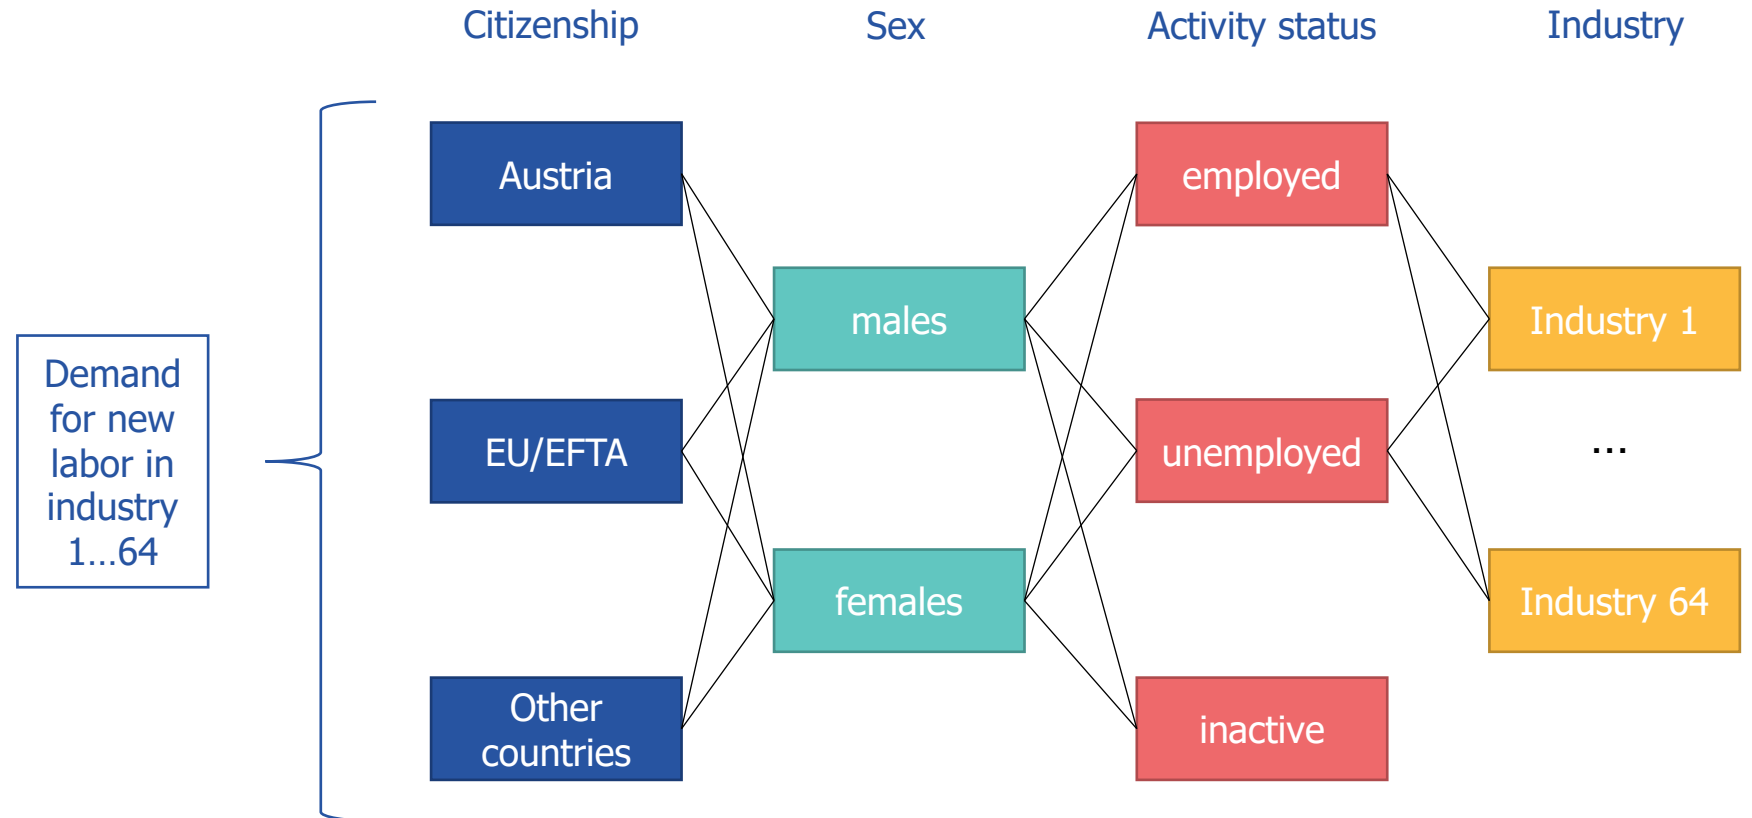 Citizenship
Sex
Activity status
Industry
Austria
employed
males
Industry 1
Demand
for new
labor in
industry
1...64
EU/EFTA
unemployed
...
females
Industry 64
Other
countries
inactive